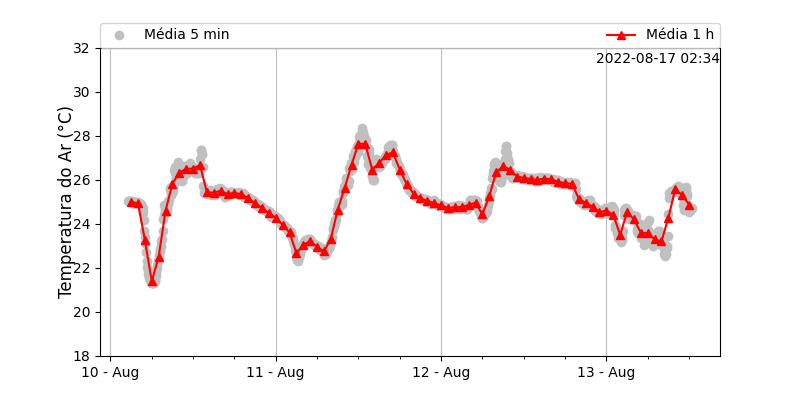 Média 5 min
Média 1 h
2022-08-17 02:34
Temperatura do Ar (°C)
32
30
28
26
24
22
20
18
10 - Aug
11 - Aug
12 - Aug
13 - Aug